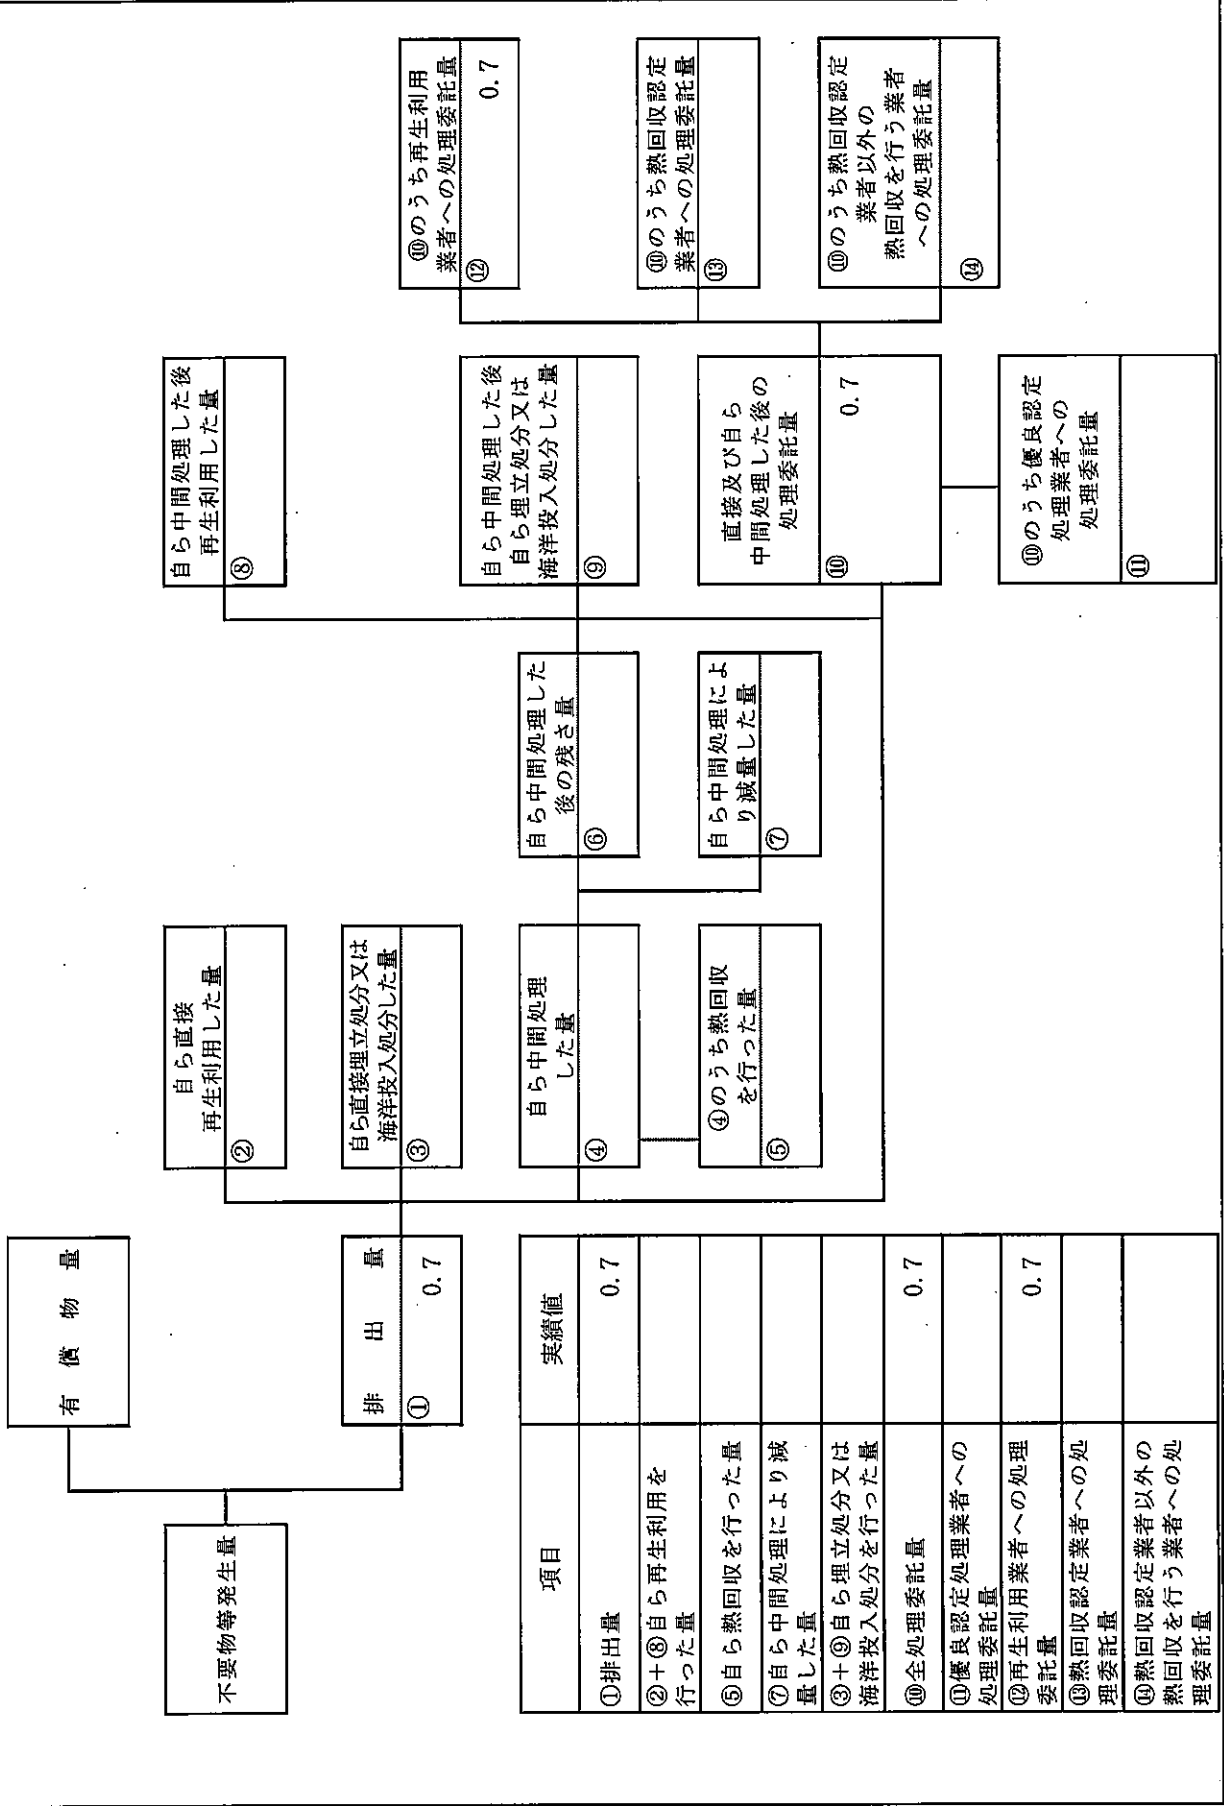 有償物量
不要物等発生量
排出量
① 0.7
自ら直接
再生利用した量
②
自ら直接埋立処分又は
海洋投入処分した量
③
自ら中間処理
した量
④
④のうち熱回収
を行った量
⑤
自ら中間処理した
後の残さ量
⑥
自ら中間処理によ
り減量した量
⑦
自ら中間処理した後
再生利用した量
⑧
自ら中間処理した後
自ら埋立処分又は
海洋投入処分した量
⑨
直接及び自ら
中間処理した後の
処理委託量
⑩ 0.7
⑩のうち優良認定
処理業者への
処理委託量
⑪
⑩のうち再生利用
業者への処理委託量
⑫ 0.7
⑩のうち熱回収認定
業者への処理委託量
⑬
⑩のうち熱回収認定
業者以外の
熱回収を行う業者
への処理委託量
⑭
項目 実績値
①排出量 0.7
②+⑧自ら再生利用を
行った量
⑤自ら熱回収を行った量
⑦自ら中間処理により減
量した量
③+⑨自ら埋立処分又は
海洋投入処分を行った量
⑩全処理委託量 0.7
⑪優良認定処理業者への
処理委託量
⑫再生利用業者への処理
委託量 0.7
⑬熱回収認定業者への処
理委託量
⑭熱回収認定業者以外の
熱回収を行う業者への処
理委託量